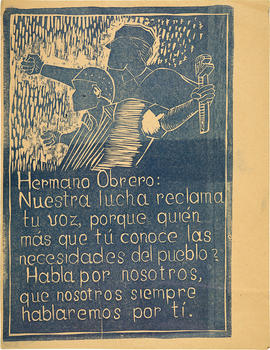 Hermano Obrero:
Nuestra lucha reclama
tu voz, porque quién
más que tú conoce las
necesidades del pueblo?
Habla por nosotros,
que nosotros siempre
hablaremos por tí.